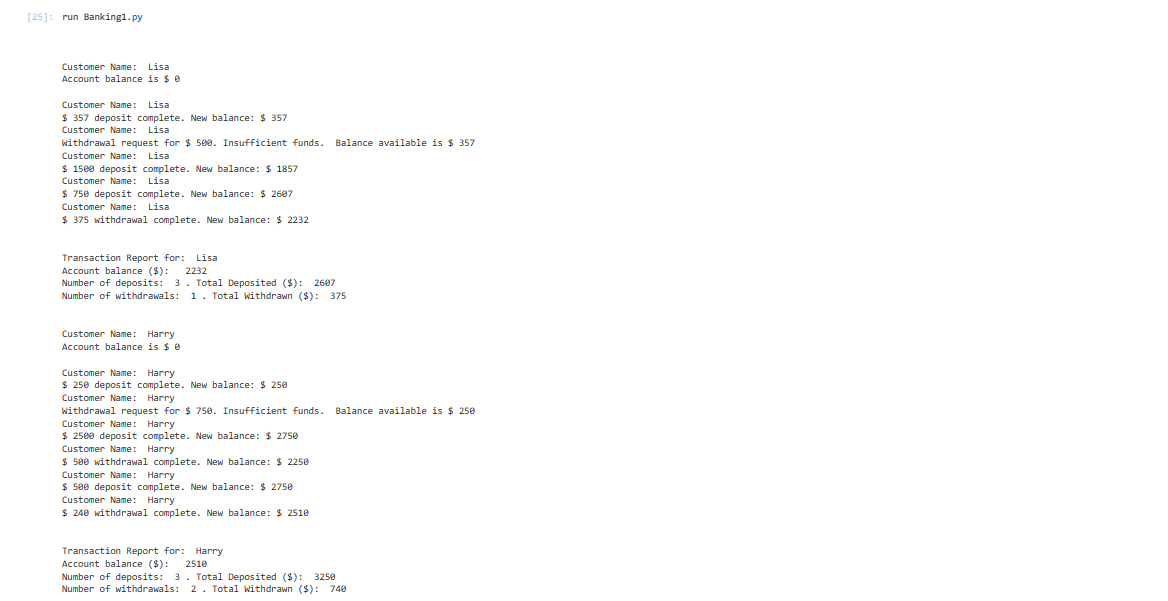 [25]: run Banking1.py
Customer Name:  Lisa
Account balance is $ 0
Customer Name:  Lisa
$ 357 deposit complete. New balance: $ 357
Customer Name:  Lisa
Withdrawal request for $ 500. Insufficient funds.  Balance available is $ 357
Customer Name:  Lisa
$ 1500 deposit complete. New balance: $ 1857
Customer Name:  Lisa
$ 750 deposit complete. New balance: $ 2607
Customer Name:  Lisa
$ 375 withdrawal complete. New balance: $ 2232
Transaction Report for:  Lisa
Account balance ($):   2232
Number of deposits:  3 . Total Deposited ($):  2607
Number of withdrawals:  1 . Total Withdrawn ($):  375
Customer Name:  Harry
Account balance is $ 0
Customer Name:  Harry
$ 250 deposit complete. New balance: $ 250
Customer Name:  Harry
Withdrawal request for $ 750. Insufficient funds.  Balance available is $ 250
Customer Name:  Harry
$ 2500 deposit complete. New balance: $ 2750
Customer Name:  Harry
$ 500 withdrawal complete. New balance: $ 2250
Customer Name:  Harry
$ 500 deposit complete. New balance: $ 2750
Customer Name:  Harry
$ 240 withdrawal complete. New balance: $ 2510
Transaction Report for:  Harry
Account balance ($):   2510
Number of deposits:  3 . Total Deposited ($):  3250
Number of withdrawals:  2 . Total Withdrawn ($):  740